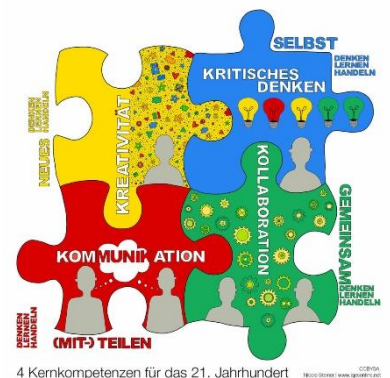 SELBST
DENKEN
LERNEN
HANDELN
KRITISCHES
DENKEN
NEUES
DENKEN
LERNEN
HANDELN
KREATIVITÄT
KOLLABORATION
GEMEINSAM
DENKEN
LERNEN
HANDELN
KOMMUNIKATION
(MIT-) TEILEN
DENKEN
LERNEN
HANDELN
4 Kernkompetenzen für das 21. Jahrhundert